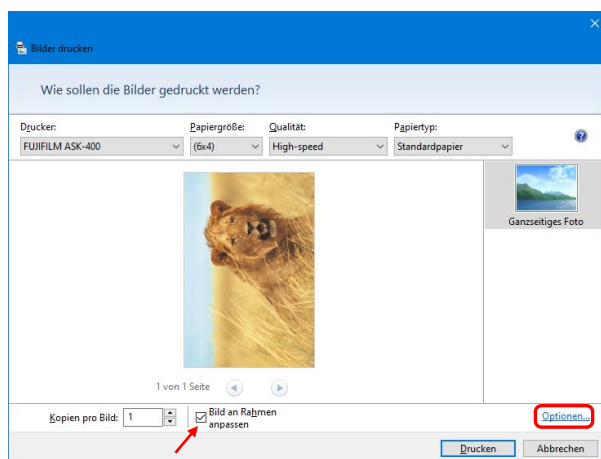 Bilder drucken
Wie sollen die Bilder gedruckt werden?
Drucker: Papiergröße: Qualität: Papiertyp:
FUJIFILM ASK-400 (6x4) High-speed Standardpapier
Ganzseitiges Foto
1 von 1 Seite
Kopien pro Bild: 1 Bild an Rahmen
anpassen
Optionen...
Drucken Abbrechen